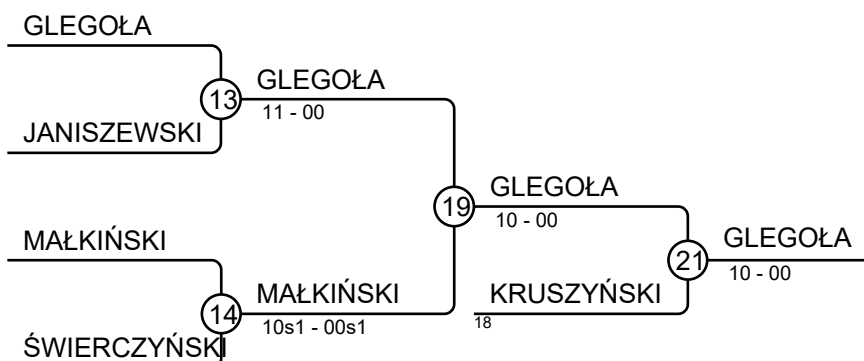 GLEGOŁA
13
GLEGOŁA
11 - 00
JANISZEWSKI
19
GLEGOŁA
10 - 00
MAŁKIŃSKI
21
GLEGOŁA
10 - 00
14
MAŁKIŃSKI
10s1 - 00s1
KRUSZYŃSKI
18
ŚWIERCZYŃSKI